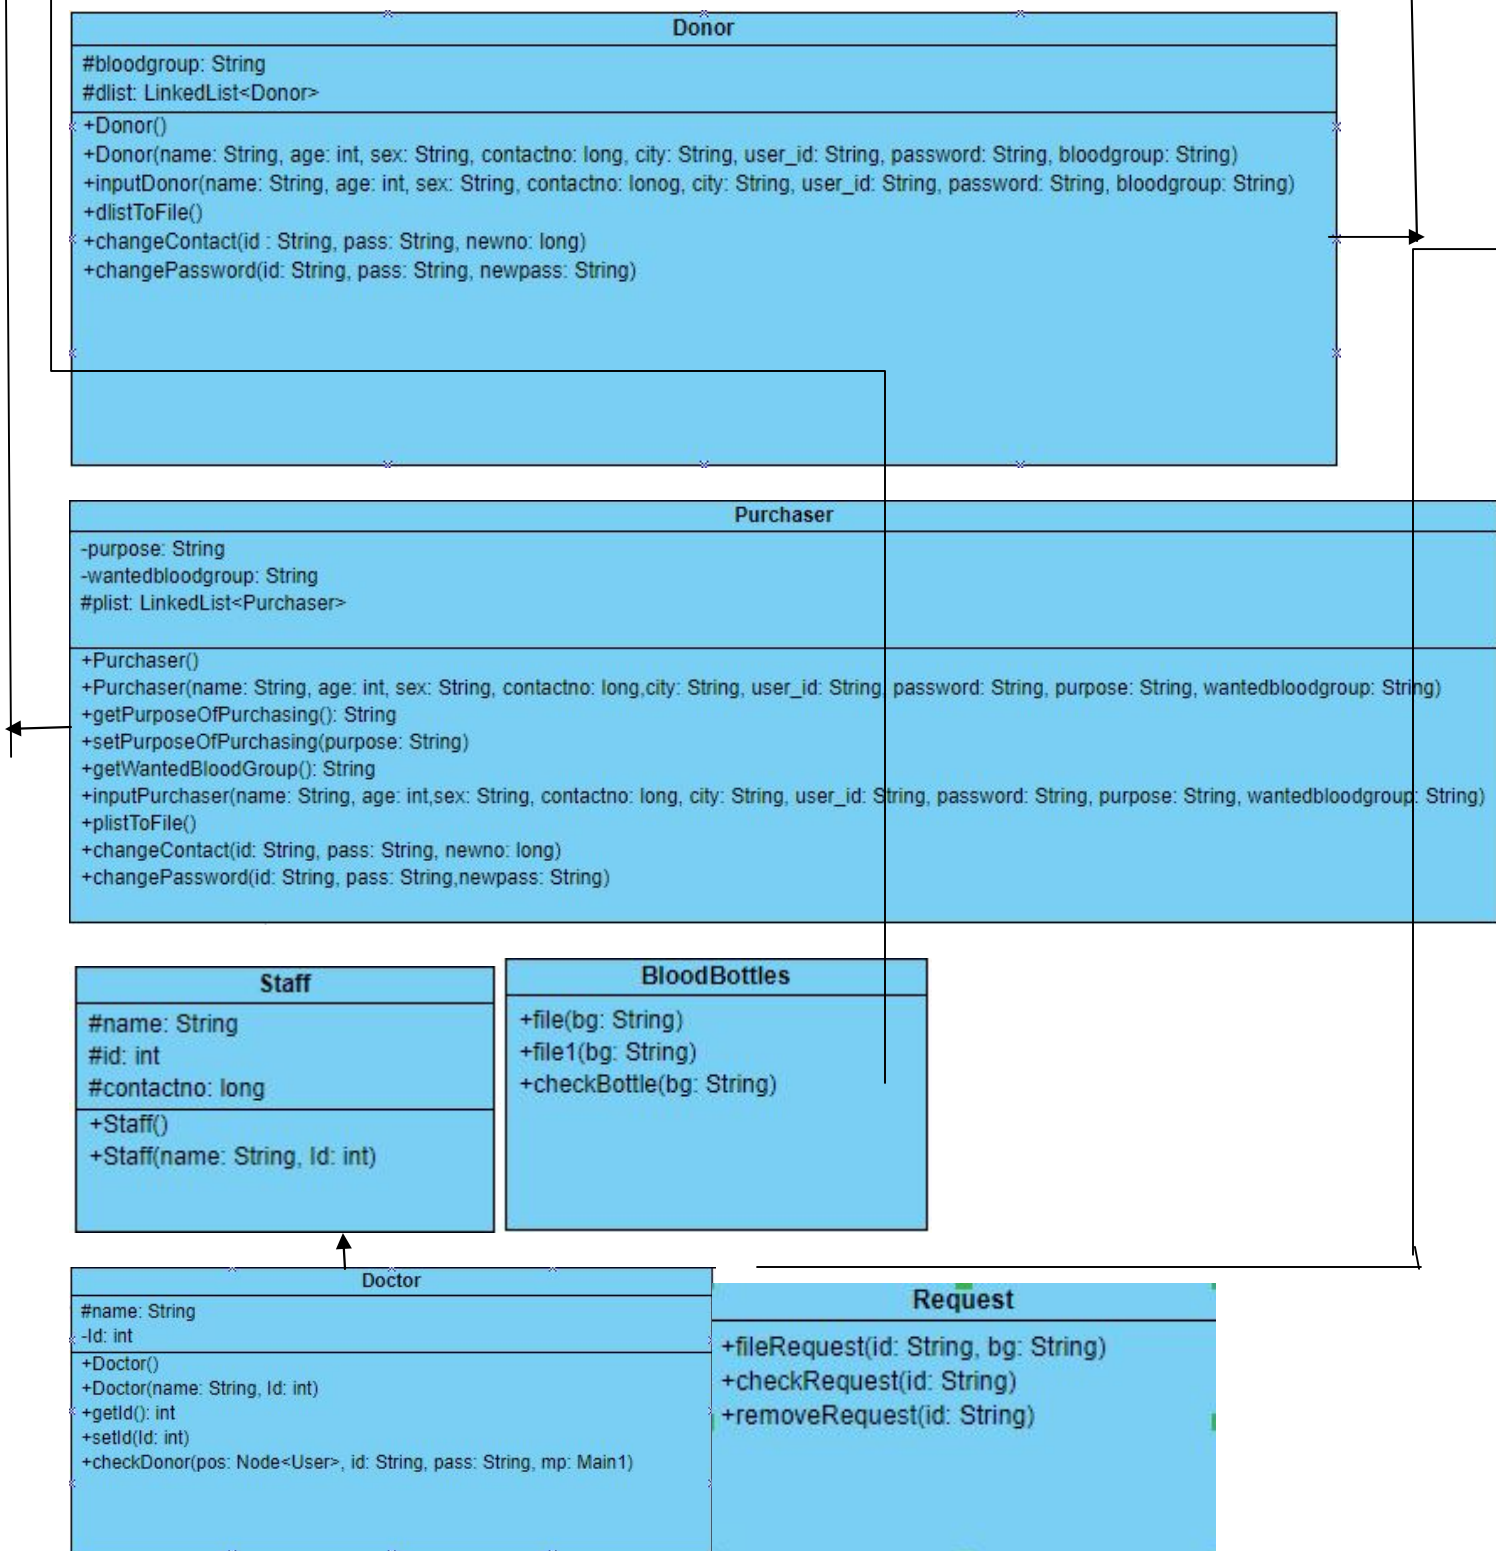 Donor
#bloodgroup: String
#dlist: LinkedList<Donor>
+Donor()
+Donor(name: String, age: int, sex: String, contactno: long, city: String, user_id: String, password: String, bloodgroup: String)
+inputDonor(name: String, age: int, sex: String, contactno: lonog, city: String, user_id: String, password: String, bloodgroup: String)
+dlistToFile()
+changeContact(id : String, pass: String, newno: long)
+changePassword(id: String, pass: String, newpass: String)
Purchaser
-purpose: String
-wantedbloodgroup: String
#plist: LinkedList<Purchaser>
+Purchaser()
+Purchaser(name: String, age: int, sex: String, contactno: long,city: String, user_id: String, password: String, purpose: String, wantedbloodgroup: String)
+getPurposeOfPurchasing(): String
+setPurposeOfPurchasing(purpose: String)
+getWantedBloodGroup(): String
+inputPurchaser(name: String, age: int,sex: String, contactno: long, city: String, user_id: String, password: String, purpose: String, wantedbloodgroup: String)
+plistToFile()
+changeContact(id: String, pass: String, newno: long)
+changePassword(id: String, pass: String,newpass: String)
Staff
#name: String
#id: int
#contactno: long
+Staff()
+Staff(name: String, Id: int)
BloodBottles
+file(bg: String)
+file1(bg: String)
+checkBottle(bg: String)
Doctor
#name: String
-Id: int
+Doctor()
+Doctor(name: String, Id: int)
+getId(): int
+setId(Id: int)
+checkDonor(pos: Node<User>, id: String, pass: String, mp: Main1)
Request
+fileRequest(id: String, bg: String)
+checkRequest(id: String)
+removeRequest(id: String)